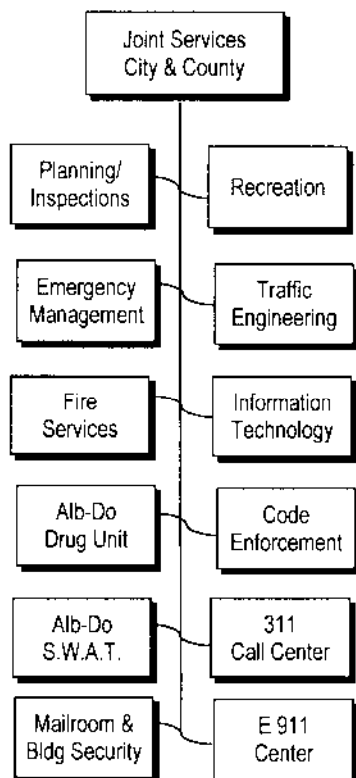 Joint Services
City & County
Planning/
Inspections
Recreation
Emergency
Management
Traffic
Engineering
Fire
Services
Information
Technology
Alb-Do
Drug Unit
Code
Enforcement
Alb-Do
S.W.A.T.
311
Call Center
Mailroom &
Bldg Security
E 911
Center